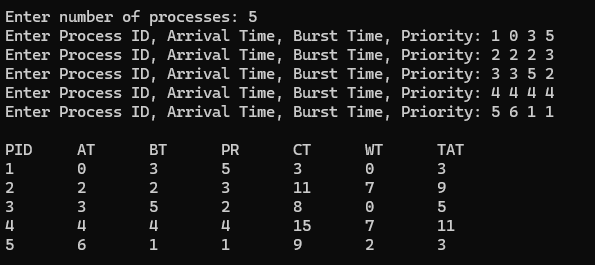 Enter number of processes: 5
Enter Process ID, Arrival Time, Burst Time, Priority: 1 0 3 5
Enter Process ID, Arrival Time, Burst Time, Priority: 2 2 2 3
Enter Process ID, Arrival Time, Burst Time, Priority: 3 3 5 2
Enter Process ID, Arrival Time, Burst Time, Priority: 4 4 4 4
Enter Process ID, Arrival Time, Burst Time, Priority: 5 6 1 1
PID AT BT PR CT WT TAT
1 0 3 5 3 0 3
2 2 2 3 11 7 9
3 3 5 2 8 0 5
4 4 4 4 15 7 11
5 6 1 1 9 2 3